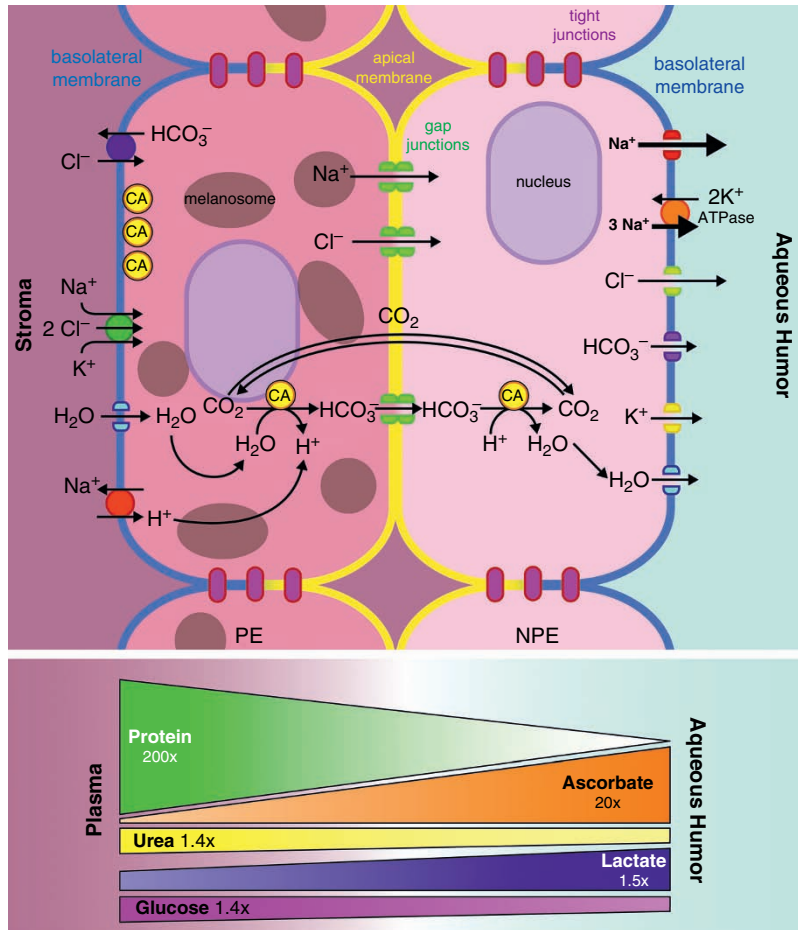 tight
junctions
basolateral
membrane
apical
membrane
basolateral
membrane
gap
junctions
HCO₃⁻
Cl⁻
CA
CA
CA
melanosome
Na⁺
Cl⁻
nucleus
Na⁺
2K⁺
ATPase
3 Na⁺
Cl⁻
HCO₃⁻
K⁺
H₂O
Stroma
Aqueous Humor
Na⁺
2 Cl⁻
K⁺
CO₂
H₂O
H₂O
CO₂
CA
HCO₃⁻
HCO₃⁻
CA
CO₂
H₂O
H⁺
H⁺
H₂O
Na⁺
H⁺
PE
NPE
Plasma
Aqueous Humor
Protein
200x
Ascorbate
20x
Urea 1.4x
Lactate
1.5x
Glucose 1.4x